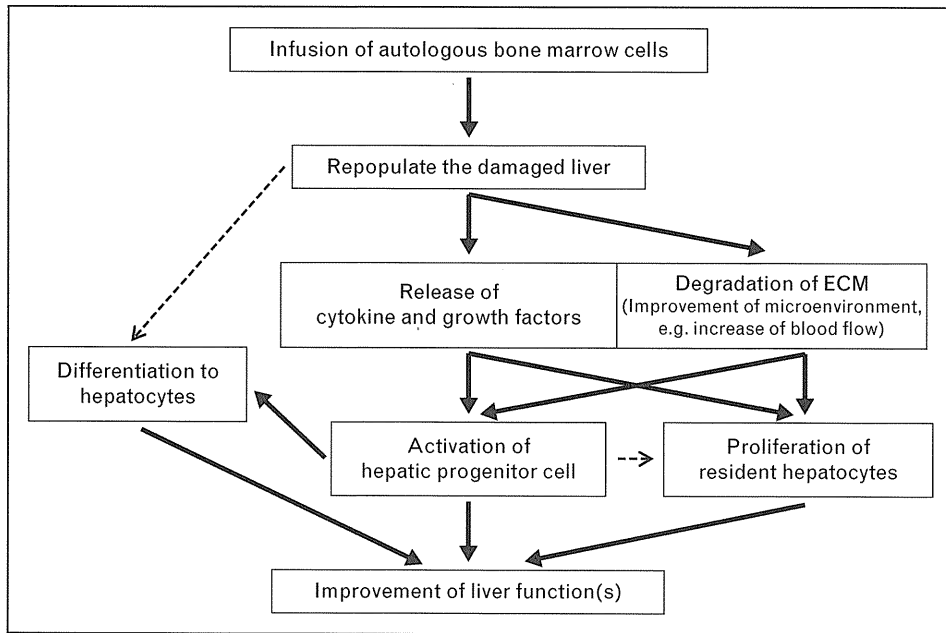 Infusion of autologous bone marrow cells
Repopulate the damaged liver
Release of
cytokine and growth factors
Degradation of ECM
(Improvement of microenvironment,
e.g. increase of blood flow)
Differentiation to
hepatocytes
Activation of
hepatic progenitor cell
Proliferation of
resident hepatocytes
Improvement of liver function(s)